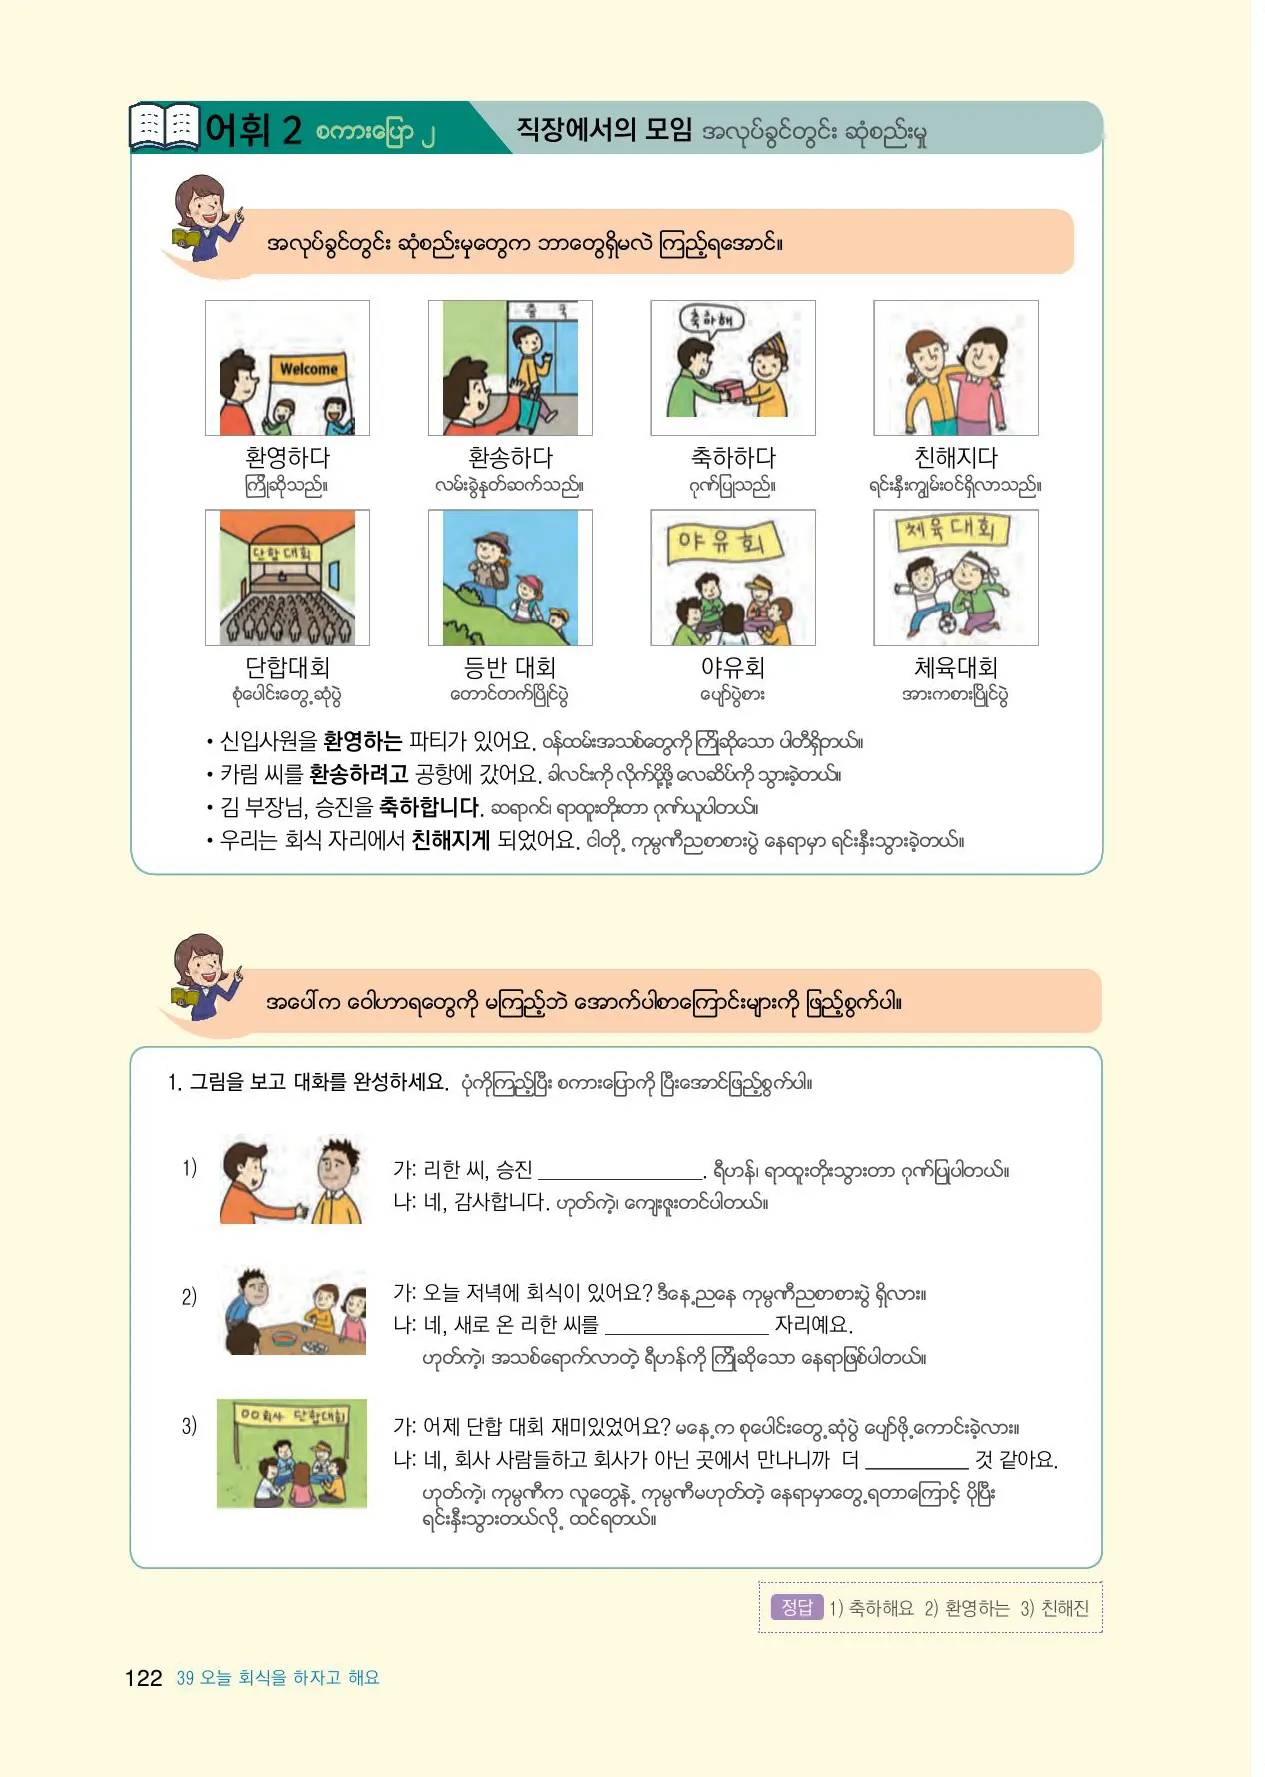 어휘 2 စကားပြော ၂ 직장에서의 모임 အလုပ်ခွင်တွင်း ဆုံစည်းမှု
အလုပ်ခွင်တွင်း ဆုံစည်းမှုတွေက ဘာတွေရှိမလဲ ကြည့်ရအောင်။
Welcome
출 국
축하해
환영하다 환송하다 축하하다 친해지다
ကြိုဆိုသည်။ လမ်းခွဲနှုတ်ဆက်သည်။ ဂုဏ်ပြုသည်။ ရင်းနှီးကျွမ်းဝင်ရှိလာသည်။
단합대회
야유회
체육대회
단합대회 등반 대회 야유회 체육대회
စုံပေါင်းတွေ့ဆုံပွဲ တောင်တက်ပြိုင်ပွဲ ပျော်ပွဲစား အားကစားပြိုင်ပွဲ
• 신입사원을 환영하는 파티가 있어요. ဝန်ထမ်းအသစ်တွေကို ကြိုဆိုသော ပါတီရှိတယ်။
• 카림 씨를 환송하려고 공항에 갔어요. ခါလင်းကို လိုက်ပို့ဖို့ လေဆိပ်ကို သွားခဲ့တယ်။
• 김 부장님, 승진을 축하합니다. ဆရာဂင်၊ ရာထူးတိုးတာ ဂုဏ်ယူပါတယ်။
• 우리는 회식 자리에서 친해지게 되었어요. ငါတို့ ကုမ္ပဏီညစာစားပွဲ နေရာမှာ ရင်းနှီးသွားခဲ့တယ်။
အပေါ်က ဝေါဟာရတွေကို မကြည့်ဘဲ အောက်ပါစာကြောင်းများကို ဖြည့်စွက်ပါ။
1. 그림을 보고 대화를 완성하세요. ပုံကိုကြည့်ပြီး စကားပြောကို ပြီးအောင်ဖြည့်စွက်ပါ။
1) 가: 리한 씨, 승진 _______________. ရီဟန်၊ ရာထူးတိုးသွားတာ ဂုဏ်ပြုပါတယ်။
나: 네, 감사합니다. ဟုတ်ကဲ့၊ ကျေးဇူးတင်ပါတယ်။
2) 가: 오늘 저녁에 회식이 있어요? ဒီနေ့ညနေ ကုမ္ပဏီညစာစားပွဲ ရှိလား။
나: 네, 새로 온 리한 씨를 _______________ 자리예요.
ဟုတ်ကဲ့၊ အသစ်ရောက်လာတဲ့ ရီဟန်ကို ကြိုဆိုသော နေရာဖြစ်ပါတယ်။
OO회사 단합대회
3) 가: 어제 단합 대회 재미있었어요? မနေ့က စုပေါင်းတွေ့ဆုံပွဲ ပျော်ဖို့ကောင်းခဲ့လား။
나: 네, 회사 사람들하고 회사가 아닌 곳에서 만나니까 더 __________ 것 같아요.
ဟုတ်ကဲ့၊ ကုမ္ပဏီက လူတွေနဲ့ ကုမ္ပဏီမဟုတ်တဲ့ နေရာမှာတွေ့ရတာကြောင့် ပိုပြီး
ရင်းနှီးသွားတယ်လို့ ထင်ရတယ်။
정답 1) 축하해요 2) 환영하는 3) 친해진
122 39 오늘 회식을 하자고 해요